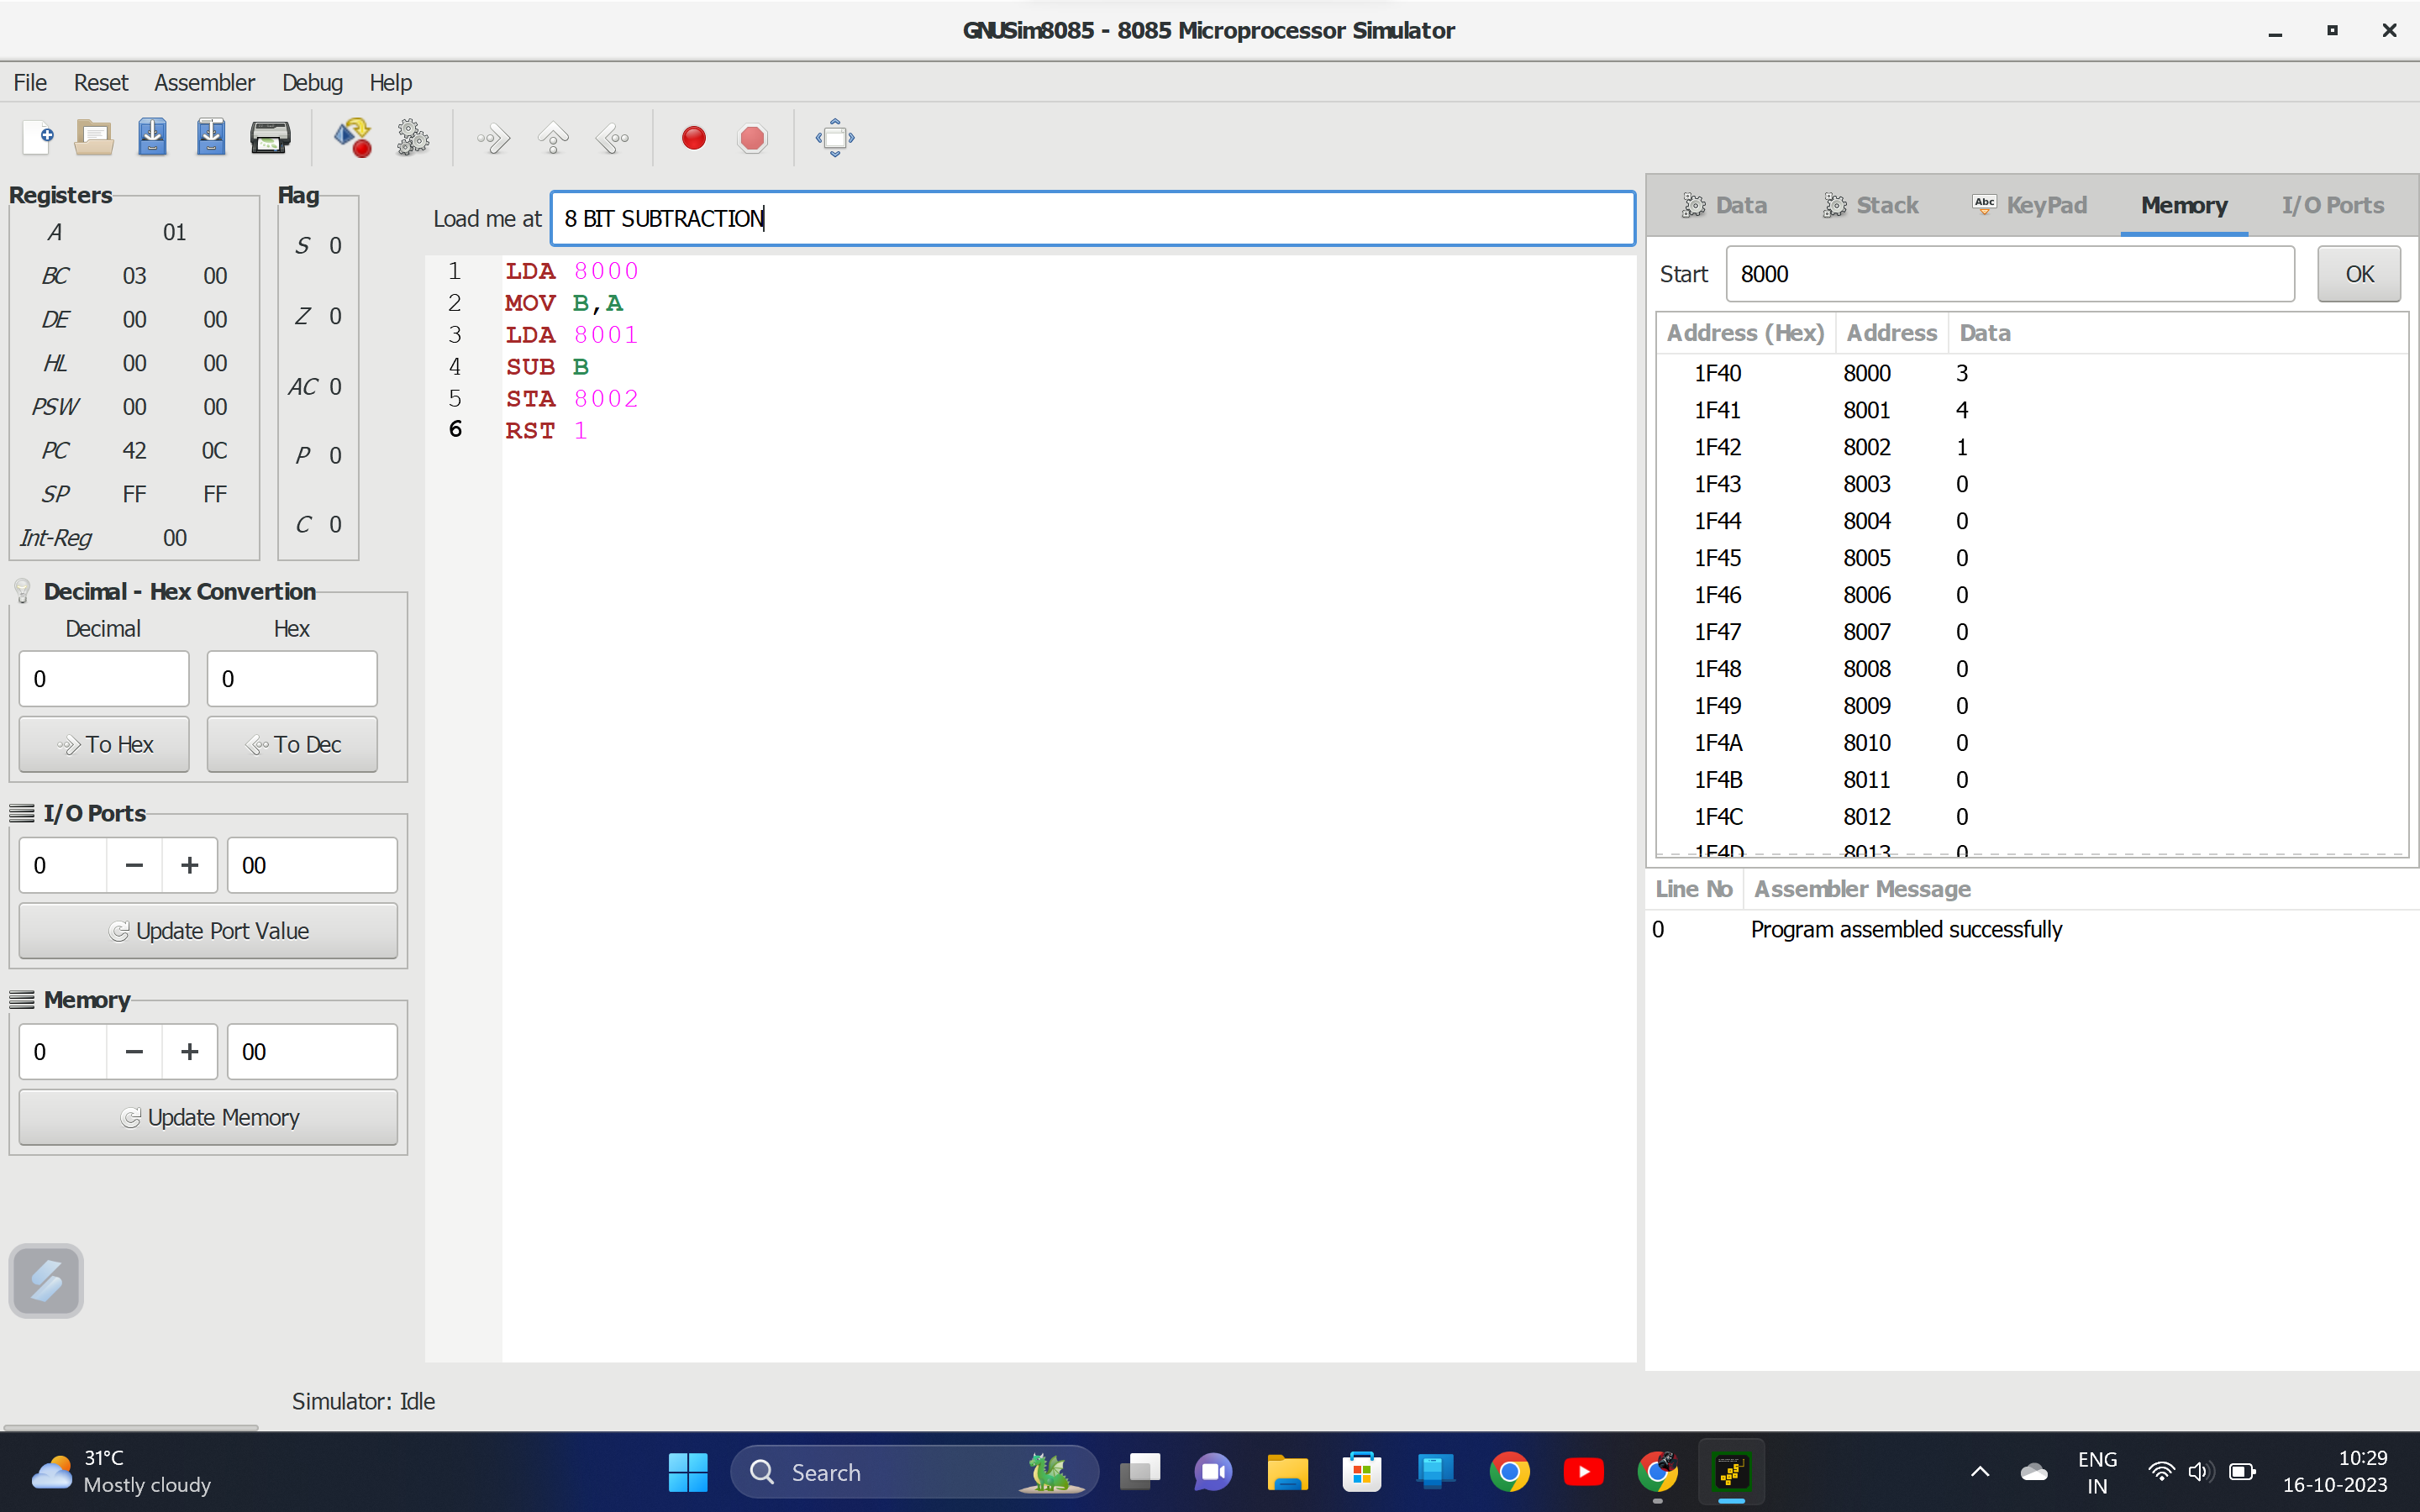 GNUSim8085 - 8085 Microprocessor Simulator
File Reset Assembler Debug Help
Registers
A 01
BC 03 00
DE 00 00
HL 00 00
PSW 00 00
PC 42 0C
SP FF FF
Int-Reg 00
Flag
S 0
Z 0
AC 0
P 0
C 0
Decimal - Hex Convertion
Decimal Hex
0 0
To Hex To Dec
I/O Ports
0 − + 00
Update Port Value
Memory
0 − + 00
Update Memory
Load me at 8 BIT SUBTRACTION
1 LDA 8000
2 MOV B,A
3 LDA 8001
4 SUB B
5 STA 8002
6 RST 1
Data Stack Abc KeyPad Memory I/O Ports
Start 8000 OK
Address (Hex) Address Data
1F40 8000 3
1F41 8001 4
1F42 8002 1
1F43 8003 0
1F44 8004 0
1F45 8005 0
1F46 8006 0
1F47 8007 0
1F48 8008 0
1F49 8009 0
1F4A 8010 0
1F4B 8011 0
1F4C 8012 0
1F4D 8013 0
Line No Assembler Message
0 Program assembled successfully
Simulator: Idle
31°C
Mostly cloudy
Search
ENG
IN
10:29
16-10-2023